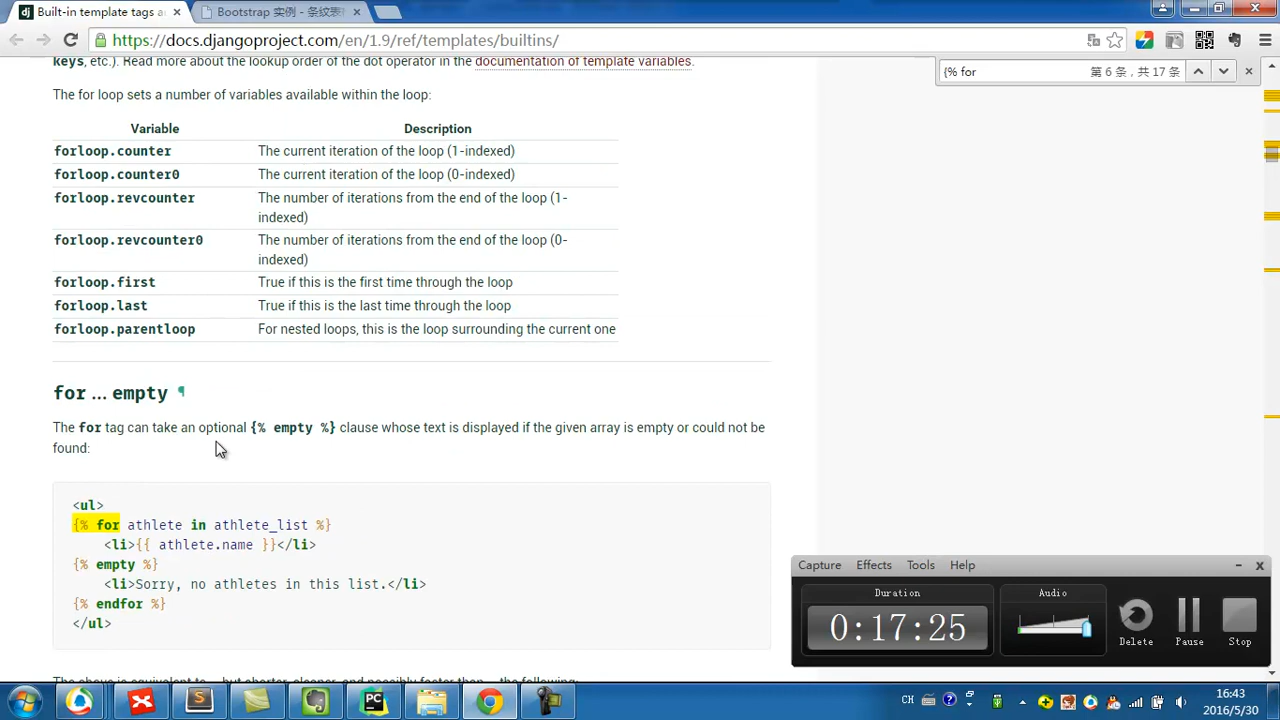 Built-in template tags a
Bootstrap 实例 - 条纹表
https://docs.djangoproject.com/en/1.9/ref/templates/builtins/
{% for
第 6 条，共 17 条
keys, etc.). Read more about the lookup order of the dot operator in the documentation of template variables.
The for loop sets a number of variables available within the loop:
Variable Description
forloop.counter The current iteration of the loop (1-indexed)
forloop.counter0 The current iteration of the loop (0-indexed)
forloop.revcounter The number of iterations from the end of the loop (1-
indexed)
forloop.revcounter0 The number of iterations from the end of the loop (0-
indexed)
forloop.first True if this is the first time through the loop
forloop.last True if this is the last time through the loop
forloop.parentloop For nested loops, this is the loop surrounding the current one
for ... empty ¶
The for tag can take an optional {% empty %} clause whose text is displayed if the given array is empty or could not be
found:
<ul>
{% for athlete in athlete_list %}
<li>{{ athlete.name }}</li>
{% empty %}
<li>Sorry, no athletes in this list.</li>
{% endfor %}
</ul>
Capture Effects Tools Help
Duration Audio
0:17:25
Delete Pause Stop
CH
16:43
2016/5/30